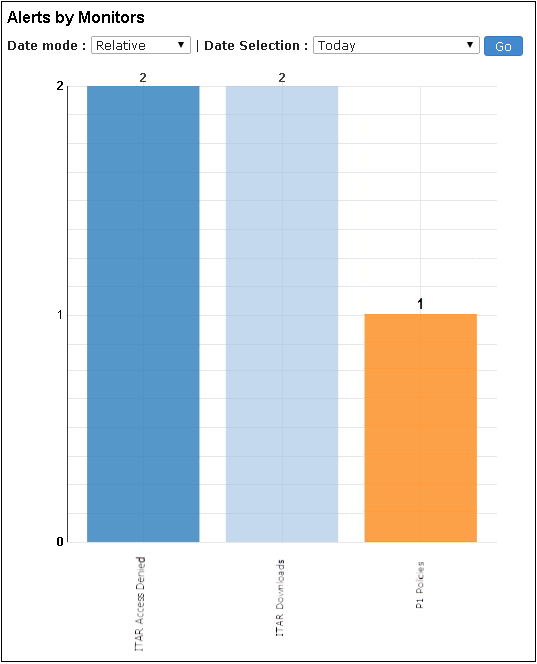 Alerts by Monitors
Date mode : Relative | Date Selection : Today Go
2 2 2
1 1
0
ITAR Access Denied
ITAR Downloads
P1 Policies